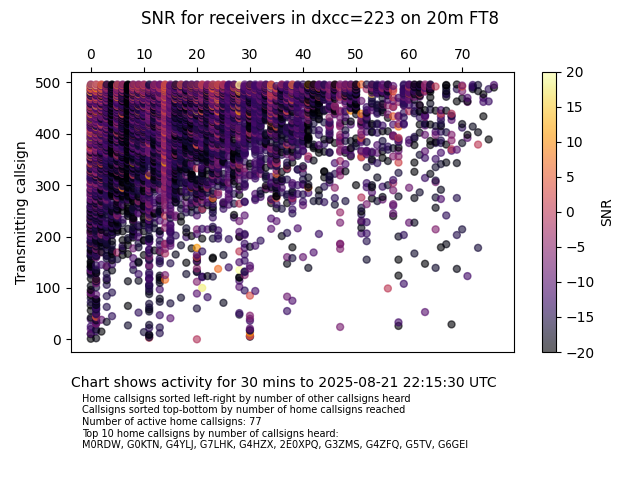 SNR for receivers in dxcc=223 on 20m FT8
0 10 20 30 40 50 60 70
500
400
300
200
100
0
Transmitting callsign
20
15
10
5
0
−5
−10
−15
−20
SNR
Chart shows activity for 30 mins to 2025-08-21 22:15:30 UTC
Home callsigns sorted left-right by number of other callsigns heard
Callsigns sorted top-bottom by number of home callsigns reached
Number of active home callsigns: 77
Top 10 home callsigns by number of callsigns heard:
M0RDW, G0KTN, G4YLJ, G7LHK, G4HZX, 2E0XPQ, G3ZMS, G4ZFQ, G5TV, G6GEI